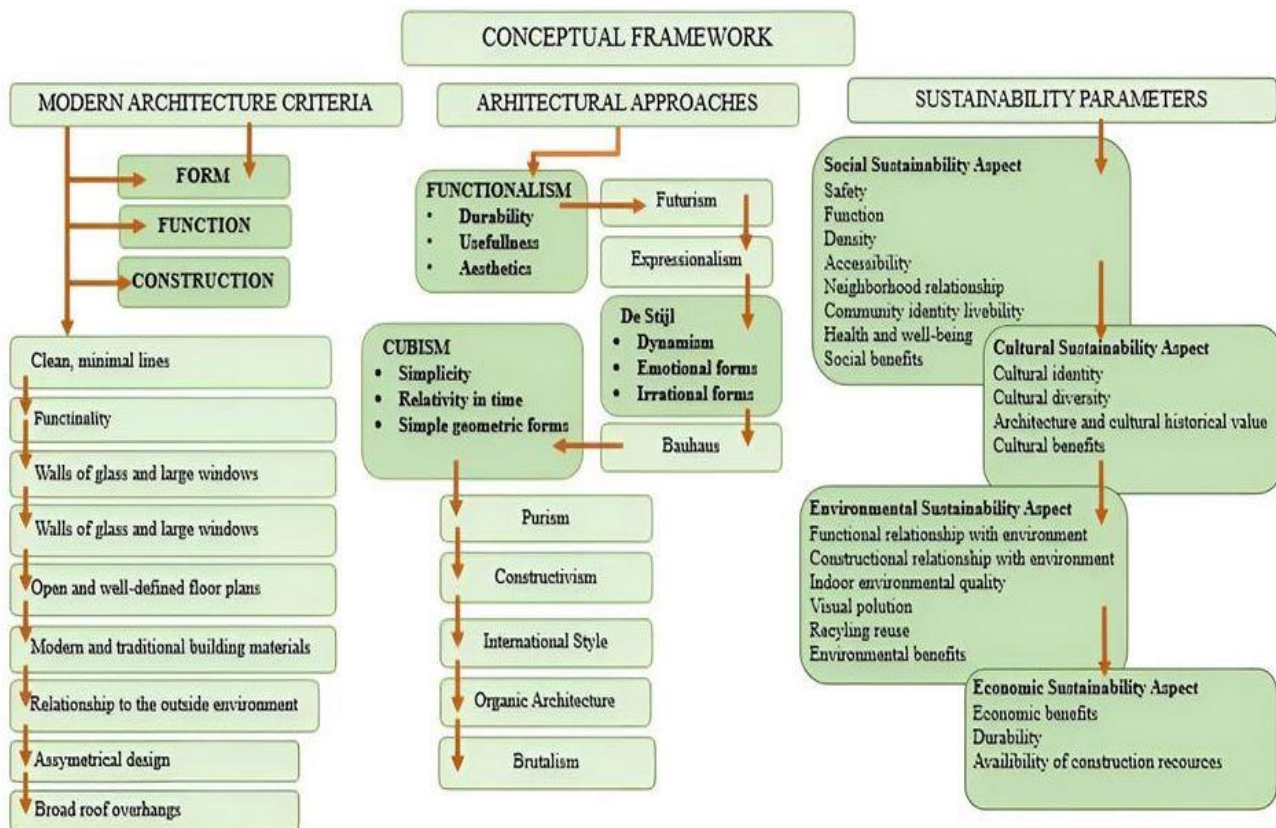 CONCEPTUAL FRAMEWORK
MODERN ARCHITECTURE CRITERIA
FORM
FUNCTION
CONSTRUCTION
Clean, minimal lines
Functinality
Walls of glass and large windows
Walls of glass and large windows
Open and well-defined floor plans
Modern and traditional building materials
Relationship to the outside environment
Assymetrical design
Broad roof overhangs
ARHITECTURAL APPROACHES
FUNCTIONALISM
• Durability
• Usefullness
• Aesthetics
Futurism
Expressionalism
De Stijl
• Dynamism
• Emotional forms
• Irrational forms
Bauhaus
CUBISM
• Simplicity
• Relativity in time
• Simple geometric forms
Purism
Constructivism
International Style
Organic Architecture
Brutalism
SUSTAINABILITY PARAMETERS
Social Sustainability Aspect
Safety
Function
Density
Accessibility
Neighborhood relationship
Community identity livebility
Health and well-being
Social benefits
Cultural Sustainability Aspect
Cultural identity
Cultural diversity
Architecture and cultural historical value
Cultural benefits
Environmental Sustainability Aspect
Functional relationship with environment
Constructional relationship with environment
Indoor environmental quality
Visual polution
Recyling reuse
Environmental benefits
Economic Sustainability Aspect
Economic benefits
Durability
Availibility of construction recources